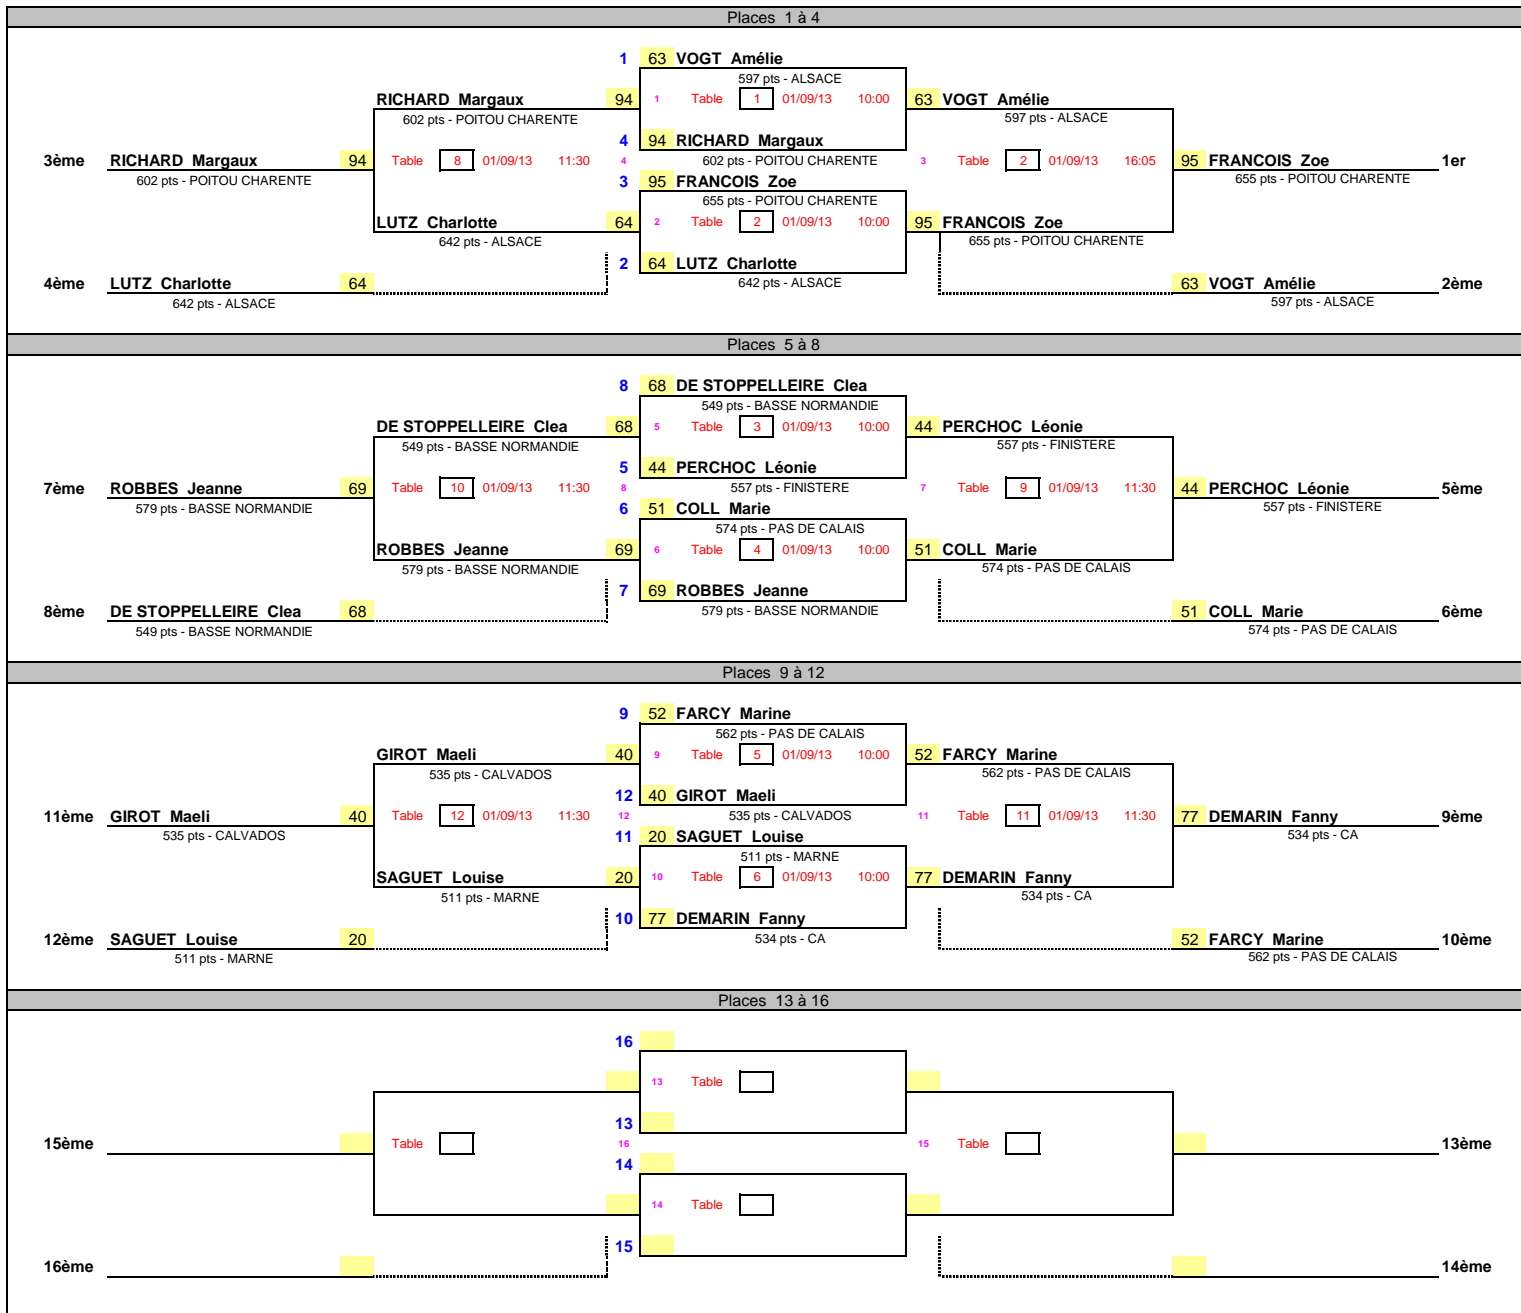 Places 1 à 4
1 63 VOGT Amélie
597 pts - ALSACE
RICHARD Margaux 94 1 Table 1 01/09/13 10:00 63 VOGT Amélie
602 pts - POITOU CHARENTE 597 pts - ALSACE
4 94 RICHARD Margaux
3ème RICHARD Margaux 94 Table 8 01/09/13 11:30 4 602 pts - POITOU CHARENTE 3 Table 2 01/09/13 16:05 95 FRANCOIS Zoe 1er
602 pts - POITOU CHARENTE 3 95 FRANCOIS Zoe 655 pts - POITOU CHARENTE
655 pts - POITOU CHARENTE
LUTZ Charlotte 64 2 Table 2 01/09/13 10:00 95 FRANCOIS Zoe
642 pts - ALSACE 655 pts - POITOU CHARENTE
2 64 LUTZ Charlotte
4ème LUTZ Charlotte 64 642 pts - ALSACE 63 VOGT Amélie 2ème
642 pts - ALSACE 597 pts - ALSACE
Places 5 à 8
8 68 DE STOPPELLEIRE Clea
549 pts - BASSE NORMANDIE
DE STOPPELLEIRE Clea 68 5 Table 3 01/09/13 10:00 44 PERCHOC Léonie
549 pts - BASSE NORMANDIE 557 pts - FINISTERE
5 44 PERCHOC Léonie
7ème ROBBES Jeanne 69 Table 10 01/09/13 11:30 8 557 pts - FINISTERE 7 Table 9 01/09/13 11:30 44 PERCHOC Léonie 5ème
579 pts - BASSE NORMANDIE 6 51 COLL Marie 557 pts - FINISTERE
574 pts - PAS DE CALAIS
ROBBES Jeanne 69 6 Table 4 01/09/13 10:00 51 COLL Marie
579 pts - BASSE NORMANDIE 574 pts - PAS DE CALAIS
7 69 ROBBES Jeanne
8ème DE STOPPELLEIRE Clea 68 579 pts - BASSE NORMANDIE 51 COLL Marie 6ème
549 pts - BASSE NORMANDIE 574 pts - PAS DE CALAIS
Places 9 à 12
9 52 FARCY Marine
562 pts - PAS DE CALAIS
GIROT Maeli 40 9 Table 5 01/09/13 10:00 52 FARCY Marine
535 pts - CALVADOS 562 pts - PAS DE CALAIS
12 40 GIROT Maeli
11ème GIROT Maeli 40 Table 12 01/09/13 11:30 12 535 pts - CALVADOS 11 Table 11 01/09/13 11:30 77 DEMARIN Fanny 9ème
535 pts - CALVADOS 11 20 SAGUET Louise 534 pts - CA
511 pts - MARNE
SAGUET Louise 20 10 Table 6 01/09/13 10:00 77 DEMARIN Fanny
511 pts - MARNE 534 pts - CA
10 77 DEMARIN Fanny
12ème SAGUET Louise 20 534 pts - CA 52 FARCY Marine 10ème
511 pts - MARNE 562 pts - PAS DE CALAIS
Places 13 à 16
16
13 Table
13
15ème Table 16 15 Table 13ème
14
14 Table
15
16ème 14ème